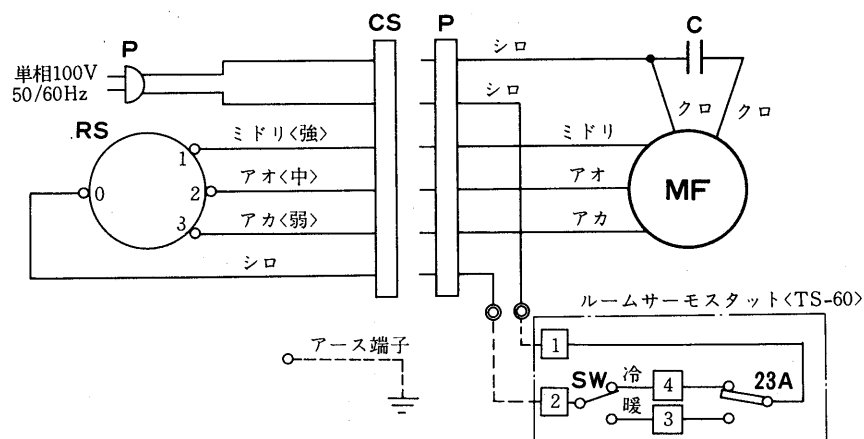 CS
P
P
単相100V
50/60Hz
シロ
C
シロ
クロ
クロ
RS
0
1
2
3
ミドリ〈強〉
アオ〈中〉
アカ〈弱〉
シロ
ミドリ
アオ
アカ
MF
ルームサーモスタット〈TS-60〉
アース端子
1
2
SW
冷
4
23A
暖
3